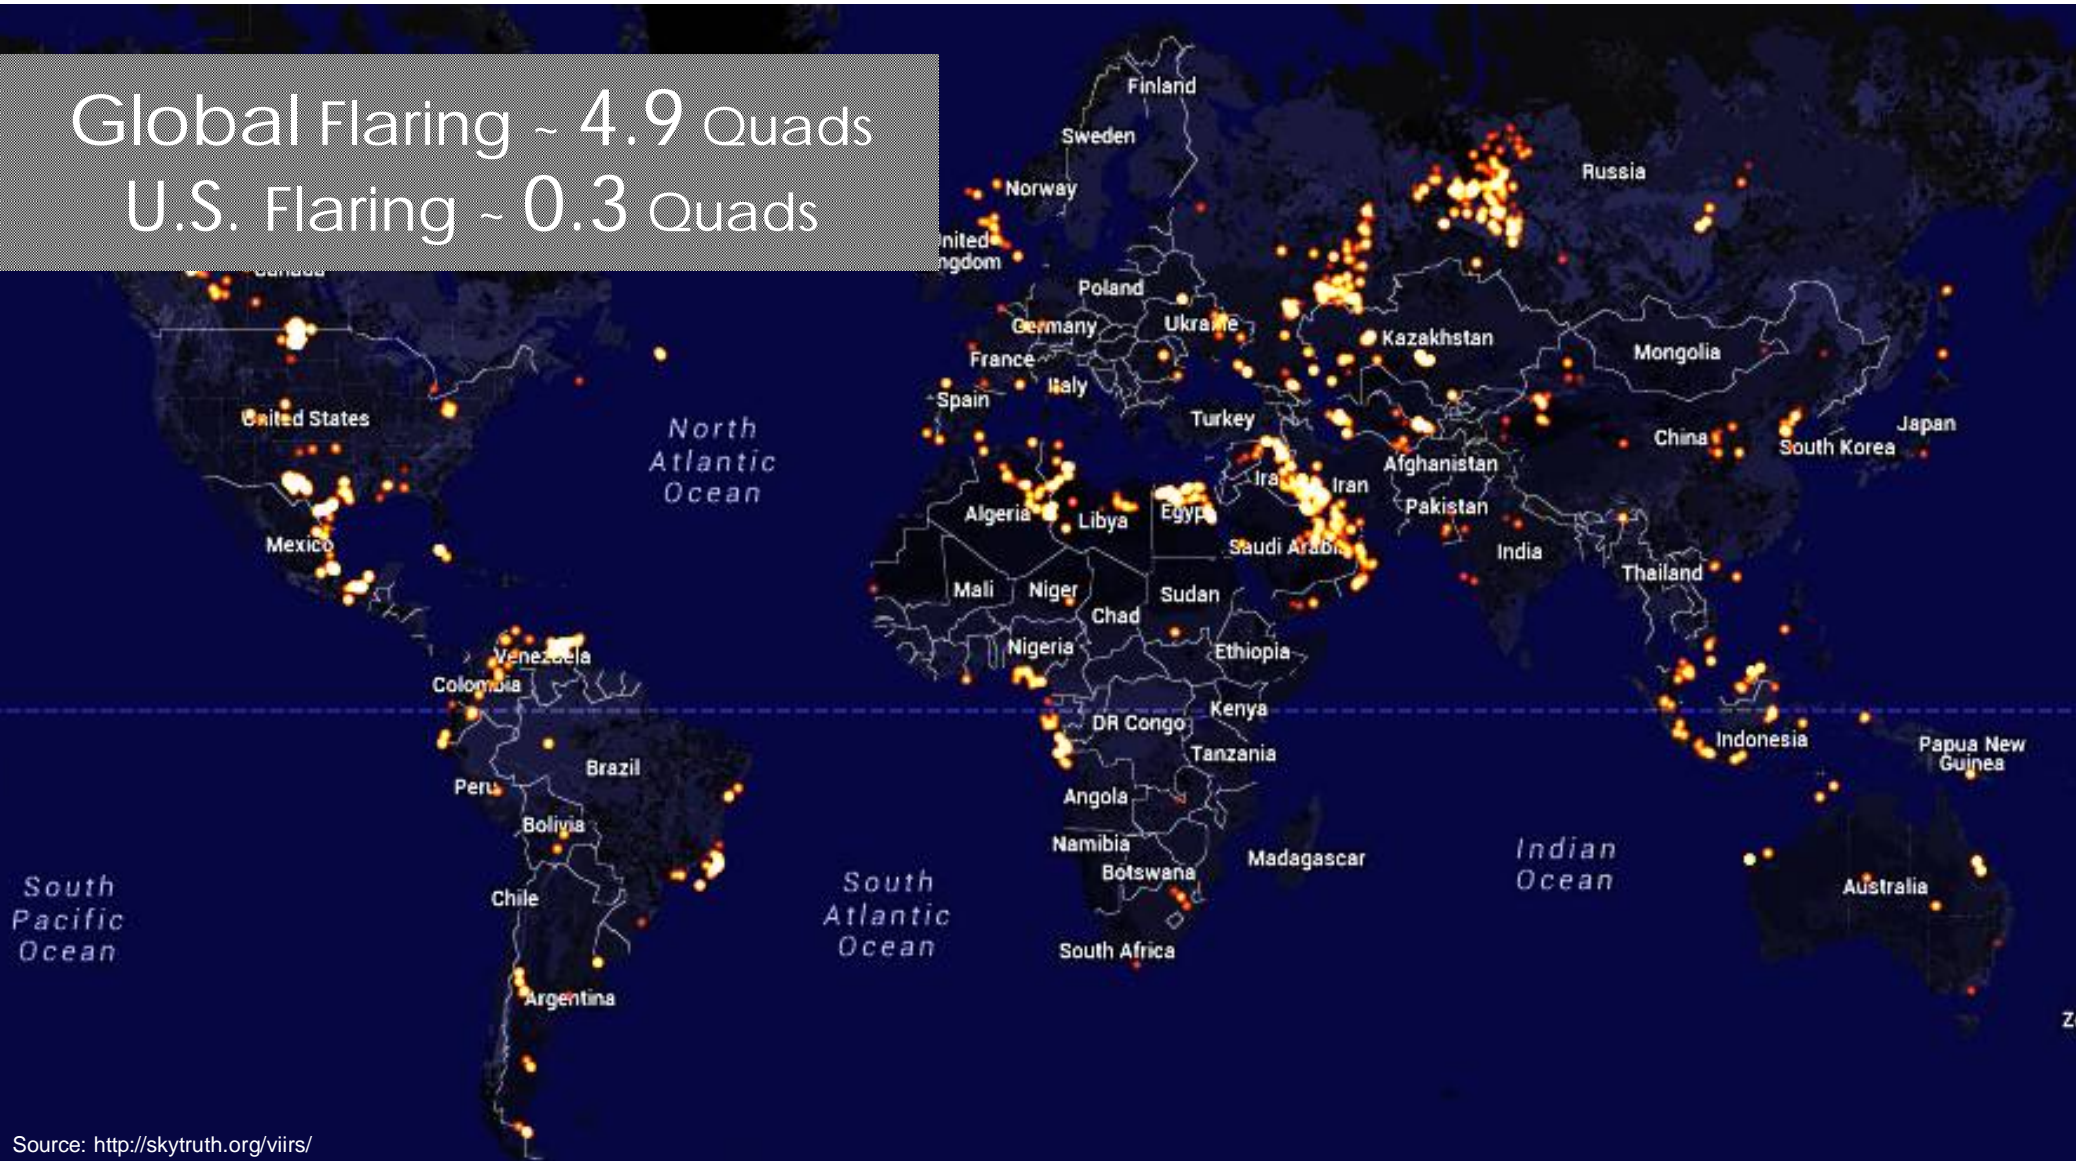 Global Flaring ~ 4.9 Quads
U.S. Flaring ~ 0.3 Quads
Finland
Sweden
Russia
Norway
Poland
Germany
Ukraine
Kazakhstan
Mongolia
France
Italy
Spain
United States
Turkey
Japan
China
South Korea
Afghanistan
Iran
North
Atlantic
Ocean
Pakistan
Algeria
Libya
Egypt
Mexico
Saudi Arabia
India
Thailand
Mali
Niger
Sudan
Chad
Nigeria
Ethiopia
Venezuela
Colombia
Kenya
DR Congo
Indonesia
Papua New
Guinea
Tanzania
Brazil
Peru
Angola
Bolivia
Namibia
Madagascar
Botswana
Indian
Ocean
Australia
South
Pacific
Ocean
Chile
South
Atlantic
Ocean
South Africa
Argentina
Source: http://skytruth.org/viirs/